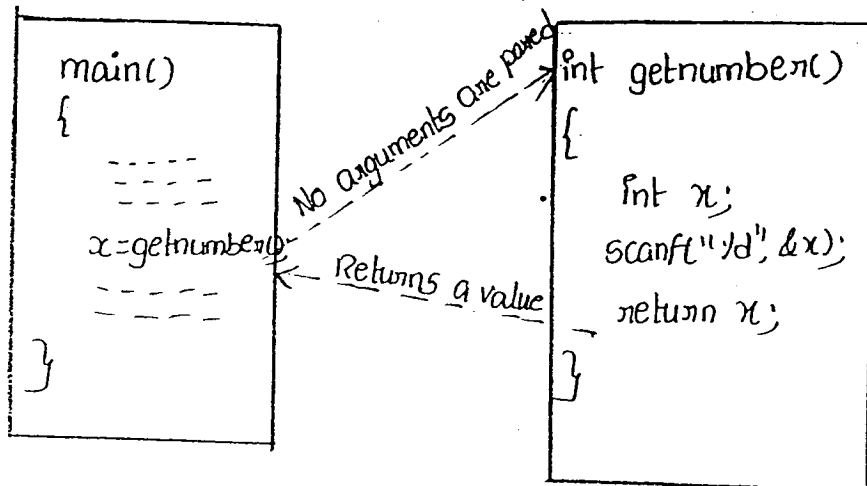 main()
{
- - - - -
- - - -
- - - -
x=getnumber();
- - - - -
- - - - -
}
No arguments are passed
Returns a value
int getnumber()
{
int x;
scanf("%d", &x);
return x;
}